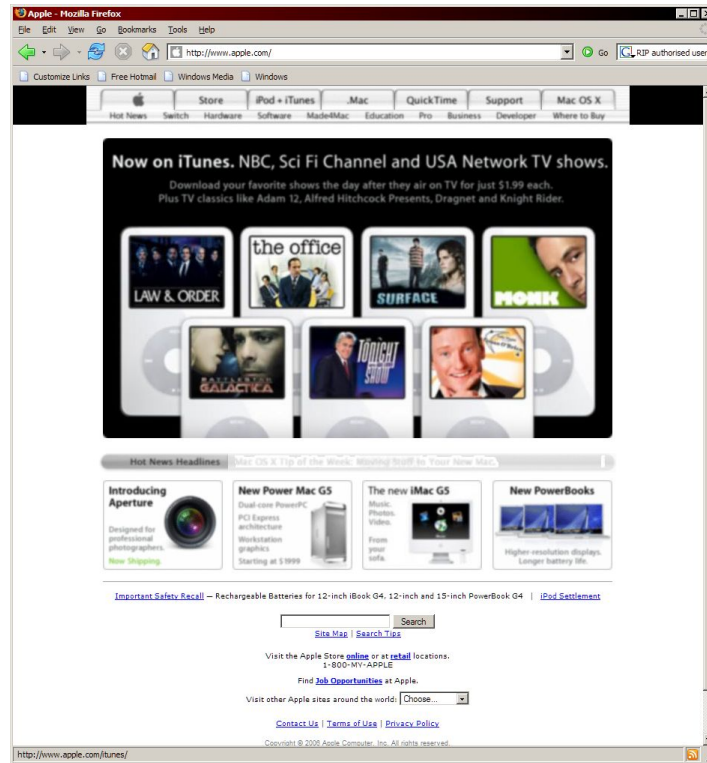 Apple - Mozilla Firefox
File Edit View Go Bookmarks Tools Help
http://www.apple.com/ Go RIP authorised user
Customize Links Free Hotmail Windows Media Windows
Store iPod + iTunes .Mac QuickTime Support Mac OS X
Hot News Switch Hardware Software Made4Mac Education Pro Business Developer Where to Buy
Now on iTunes. NBC, Sci Fi Channel and USA Network TV shows.
Download your favorite shows the day after they air on TV for just $1.99 each.
Plus TV classics like Adam 12, Alfred Hitchcock Presents, Dragnet and Knight Rider.
LAW & ORDER
the office
SURFACE
MONK
BATTLESTAR
GALACTICA
TONIGHT
SHOW
Hot News Headlines Mac OS X Tip of the Week: Moving Stuff to Your New Mac.
Introducing
Aperture
Designed for
professional
photographers.
Now Shipping.
New Power Mac G5
Dual-core PowerPC
PCI Express
architecture
Workstation
graphics
Starting at $1999
The new iMac G5
Music.
Photos.
Video.
From
your
sofa.
New PowerBooks
Higher-resolution displays.
Longer battery life.
Important Safety Recall — Rechargeable Batteries for 12-inch iBook G4, 12-inch and 15-inch PowerBook G4 | iPod Settlement
Search
Site Map | Search Tips
Visit the Apple Store online or at retail locations.
1-800-MY-APPLE
Find Job Opportunities at Apple.
Visit other Apple sites around the world: Choose...
Contact Us | Terms of Use | Privacy Policy
Copyright © 2006 Apple Computer, Inc. All rights reserved.
http://www.apple.com/itunes/